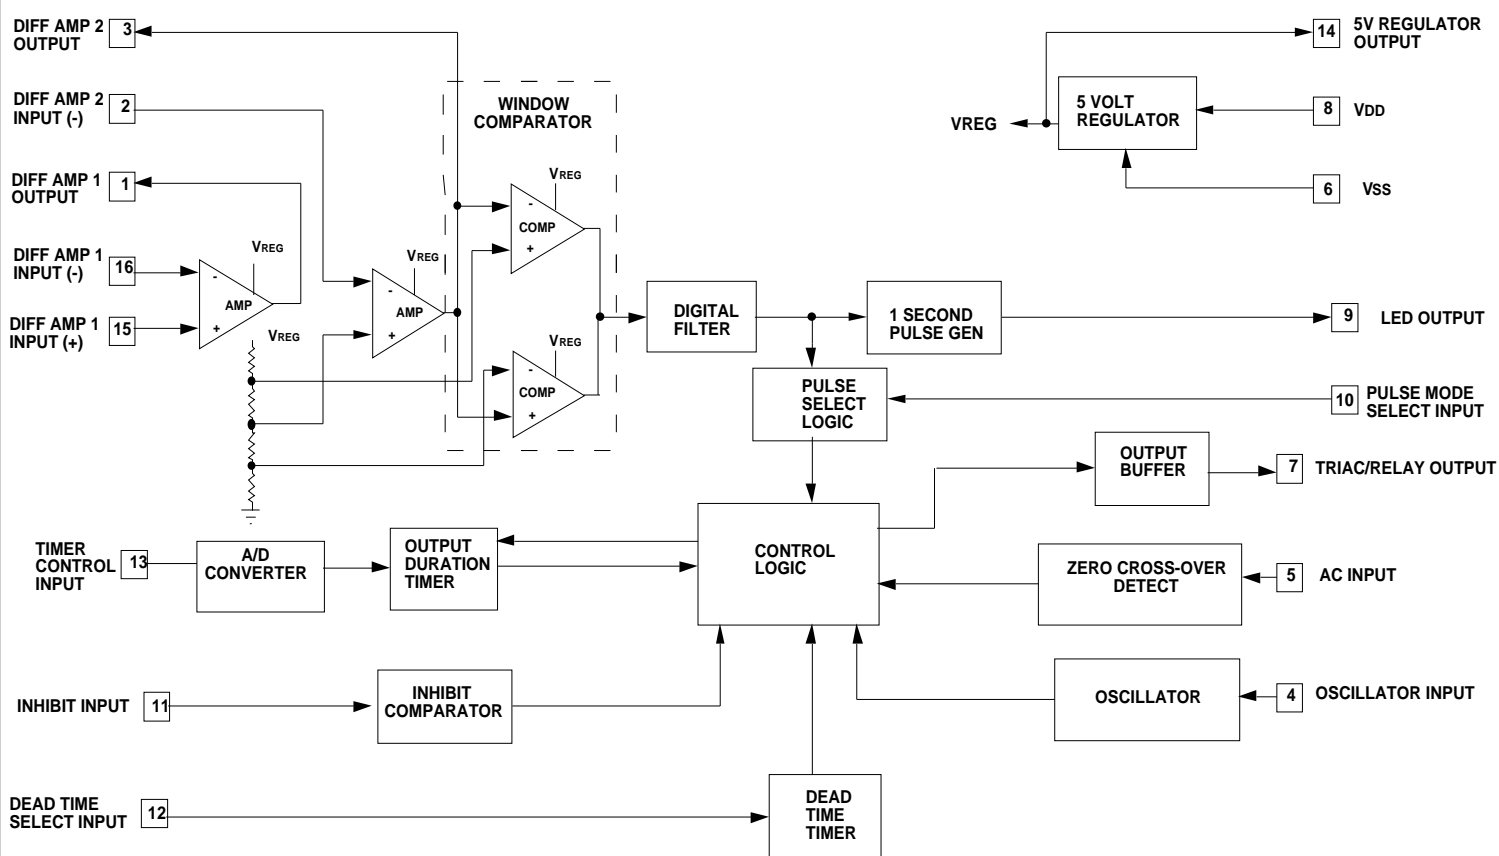 DIFF AMP 2
OUTPUT
3
DIFF AMP 2
INPUT (-)
2
DIFF AMP 1
OUTPUT
1
DIFF AMP 1
INPUT (-)
16
DIFF AMP 1
INPUT (+)
15
-
+
AMP
VREG
VREG
-
+
AMP
VREG
WINDOW
COMPARATOR
-
COMP
+
VREG
-
COMP
+
VREG
14
5V REGULATOR
OUTPUT
5 VOLT
REGULATOR
VREG
8
VDD
6
VSS
DIGITAL
FILTER
1 SECOND
PULSE GEN
9
LED OUTPUT
PULSE
SELECT
LOGIC
10
PULSE MODE
SELECT INPUT
OUTPUT
BUFFER
7
TRIAC/RELAY OUTPUT
TIMER
CONTROL
INPUT
13
A/D
CONVERTER
OUTPUT
DURATION
TIMER
CONTROL
LOGIC
ZERO CROSS-OVER
DETECT
5
AC INPUT
INHIBIT INPUT
11
INHIBIT
COMPARATOR
OSCILLATOR
4
OSCILLATOR INPUT
DEAD TIME
SELECT INPUT
12
DEAD
TIME
TIMER